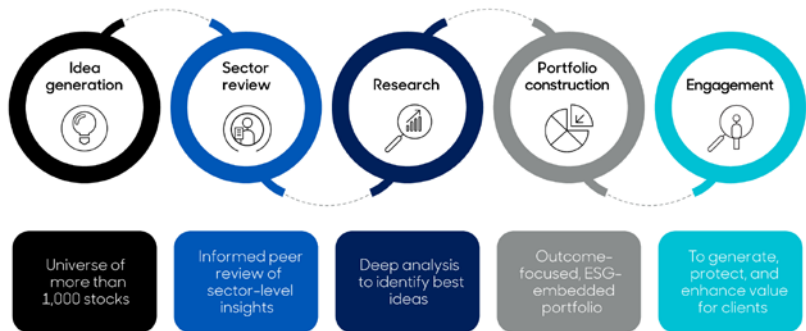 Idea
generation
Sector
review
Research
Portfolio
construction
Engagement
Universe of
more than
1,000 stocks
Informed peer
review of
sector-level
insights
Deep analysis
to identify best
ideas
Outcome-
focused, ESG-
embedded
portfolio
To generate,
protect, and
enhance value
for clients